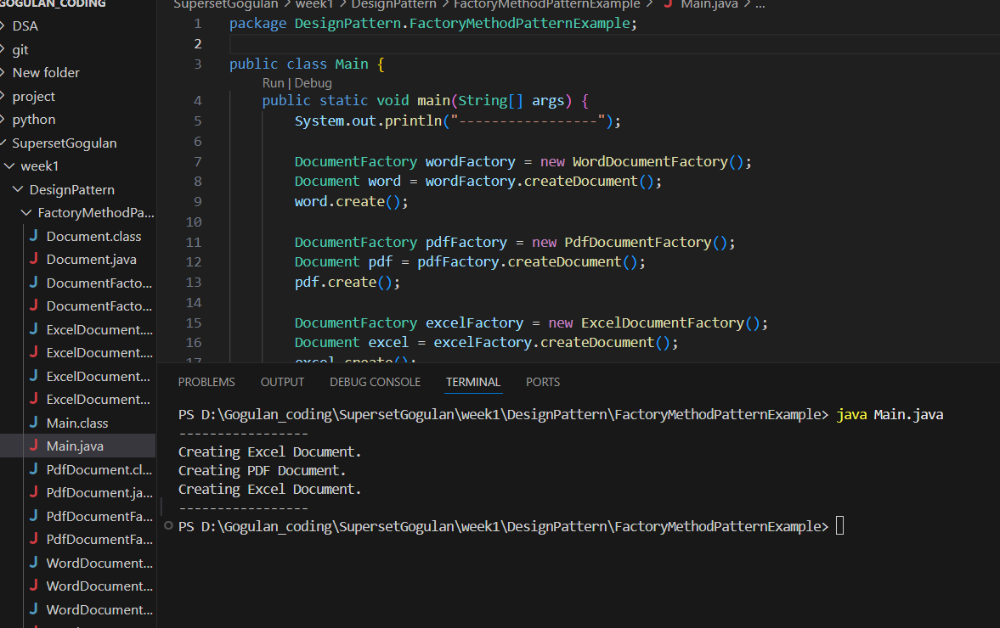 GOGULAN_CODING
DSA
git
New folder
project
python
SupersetGogulan
week1
DesignPattern
FactoryMethodPa...
Document.class
Document.java
DocumentFacto...
DocumentFacto...
ExcelDocument....
ExcelDocument....
ExcelDocument...
ExcelDocument...
Main.class
Main.java
PdfDocument.cl...
PdfDocument.ja...
PdfDocumentFa...
PdfDocumentFa...
WordDocument...
WordDocument...
WordDocument...
SupersetGogulan > week1 > DesignPattern > FactoryMethodPatternExample > J Main.java > ...
1 package DesignPattern.FactoryMethodPatternExample;
2
3 public class Main {
Run | Debug
4 public static void main(String[] args) {
5 System.out.println("-----------------");
6
7 DocumentFactory wordFactory = new WordDocumentFactory();
8 Document word = wordFactory.createDocument();
9 word.create();
10
11 DocumentFactory pdfFactory = new PdfDocumentFactory();
12 Document pdf = pdfFactory.createDocument();
13 pdf.create();
14
15 DocumentFactory excelFactory = new ExcelDocumentFactory();
16 Document excel = excelFactory.createDocument();
17 excel.create();
PROBLEMS OUTPUT DEBUG CONSOLE TERMINAL PORTS
PS D:\Gogulan_coding\SupersetGogulan\week1\DesignPattern\FactoryMethodPatternExample> java Main.java
-----------------
Creating Excel Document.
Creating PDF Document.
Creating Excel Document.
-----------------
PS D:\Gogulan_coding\SupersetGogulan\week1\DesignPattern\FactoryMethodPatternExample>